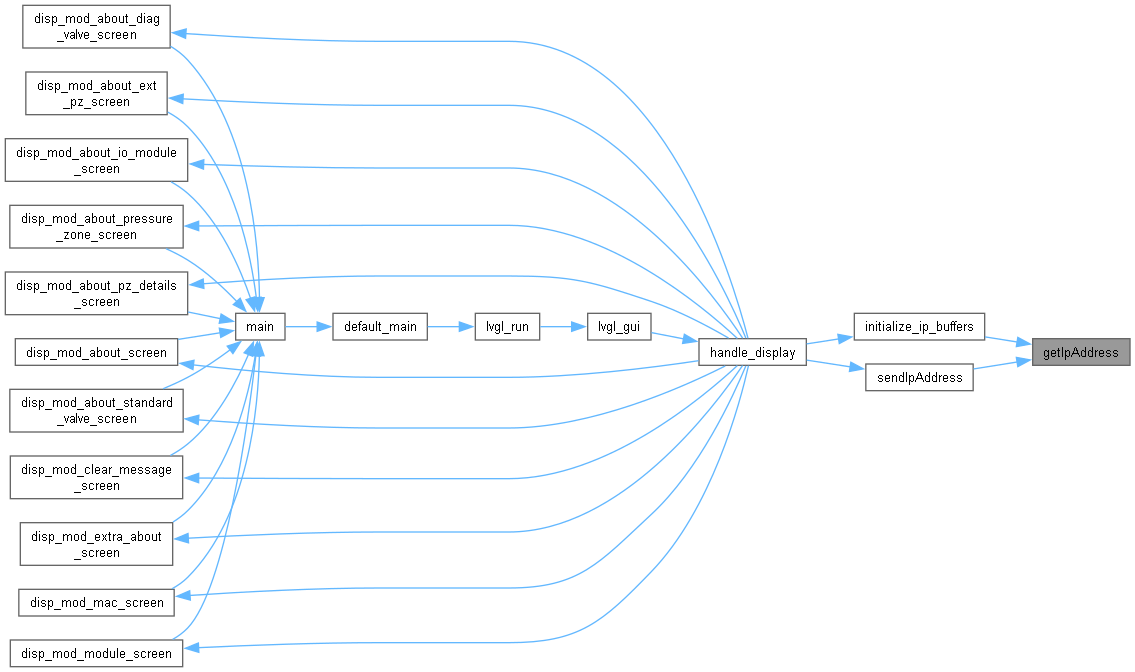 disp_mod_about_diag
_valve_screen
disp_mod_about_ext
_pz_screen
disp_mod_about_io_module
_screen
disp_mod_about_pressure
_zone_screen
disp_mod_about_pz_details
_screen
main
default_main
lvgl_run
lvgl_gui
initialize_ip_buffers
disp_mod_about_screen
handle_display
getIpAddress
sendIpAddress
disp_mod_about_standard
_valve_screen
disp_mod_clear_message
_screen
disp_mod_extra_about
_screen
disp_mod_mac_screen
disp_mod_module_screen